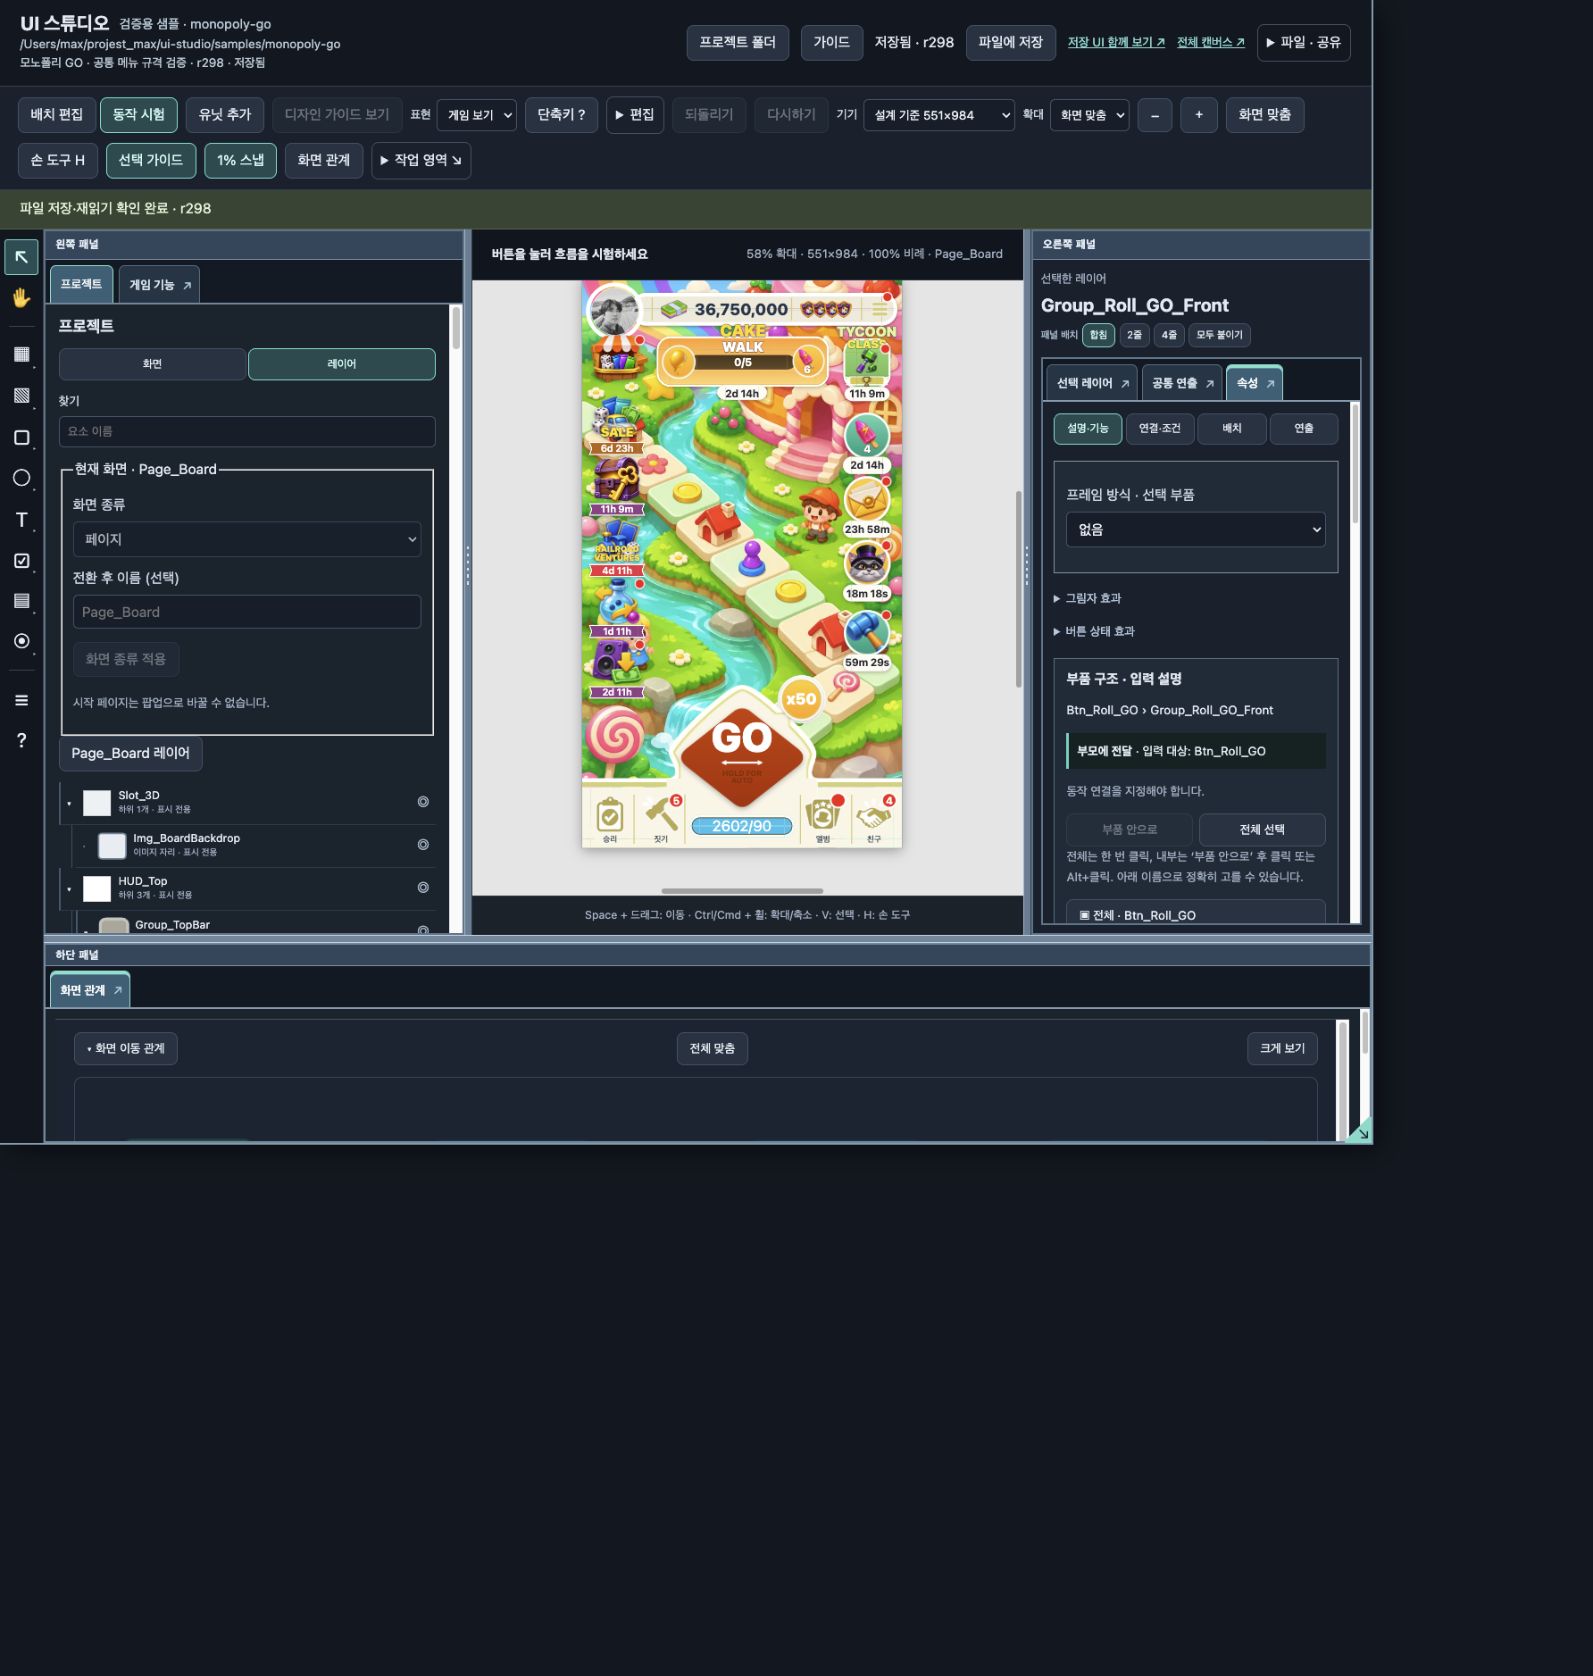 UI 스튜디오 검증용 샘플 · monopoly-go
/Users/max/projest_max/ui-studio/samples/monopoly-go
모노폴리 GO · 공통 메뉴 규격 검증 · r298 · 저장됨
프로젝트 폴더 가이드 저장됨 · r298 파일에 저장 저장 UI 함께 보기 ↗ 전체 캔버스 ↗ ▶ 파일 · 공유
배치 편집 동작 시험 유닛 추가 디자인 가이드 보기 표현 게임 보기 단축키 ? ▶ 편집 되돌리기 다시하기 기기 설계 기준 551×984 확대 화면 맞춤 – + 화면 맞춤
손 도구 H 선택 가이드 1% 스냅 화면 관계 ▶ 작업 영역 ↘
파일 저장·재읽기 확인 완료 · r298
왼쪽 패널
프로젝트 게임 기능 ↗
프로젝트
화면 레이어
찾기
요소 이름
현재 화면 · Page_Board
화면 종류
페이지
전환 후 이름 (선택)
Page_Board
화면 종류 적용
시작 페이지는 팝업으로 바꿀 수 없습니다.
Page_Board 레이어
Slot_3D
하위 1개 · 표시 전용
Img_BoardBackdrop
이미지 자리 · 표시 전용
HUD_Top
하위 3개 · 표시 전용
Group_TopBar
T
?
버튼을 눌러 흐름을 시험하세요 58% 확대 · 551×984 · 100% 비례 · Page_Board
36,750,000
CAKE
WALK
0/5
6
2d 14h
TYCOON
CLASS
11h 9m
SALE
6d 23h
4
2d 14h
11h 9m
23h 58m
RAILROAD
VENTURES
4d 11h
18m 18s
1d 11h
59m 29s
2d 11h
x50
GO
HOLD FOR
AUTO
5
4
2602/90
승리 짓기 앨범 친구
Space + 드래그: 이동 · Ctrl/Cmd + 휠: 확대/축소 · V: 선택 · H: 손 도구
오른쪽 패널
선택한 레이어
Group_Roll_GO_Front
패널 배치 합침 2줄 4줄 모두 붙이기
선택 레이어 ↗ 공통 연출 ↗ 속성 ↗
설명·기능 연결·조건 배치 연출
프레임 방식 · 선택 부품
없음
▶ 그림자 효과
▶ 버튼 상태 효과
부품 구조 · 입력 설명
Btn_Roll_GO › Group_Roll_GO_Front
부모에 전달 · 입력 대상: Btn_Roll_GO
동작 연결을 지정해야 합니다.
부품 안으로 전체 선택
전체는 한 번 클릭, 내부는 ‘부품 안으로’ 후 클릭 또는
Alt+클릭. 아래 이름으로 정확히 고를 수 있습니다.
▣ 전체 · Btn_Roll_GO
하단 패널
화면 관계 ↗
▾ 화면 이동 관계 전체 맞춤 크게 보기